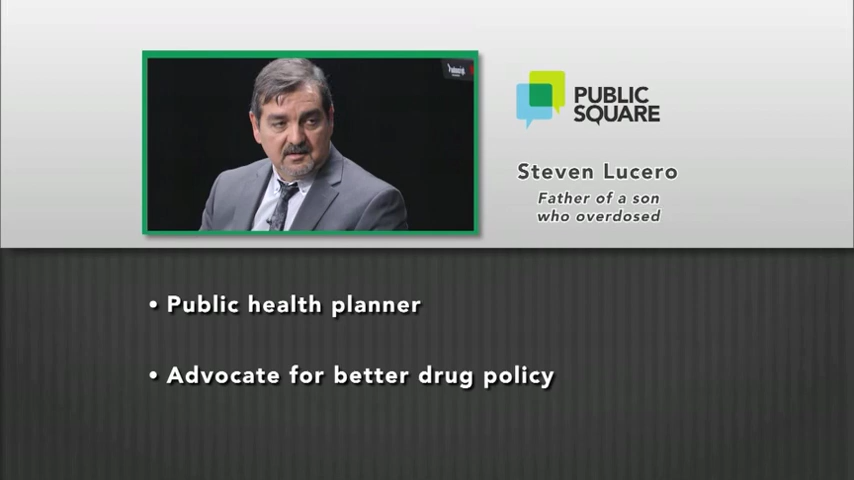 PUBLIC
SQUARE
Steven Lucero
Father of a son
who overdosed
• Public health planner
• Advocate for better drug policy